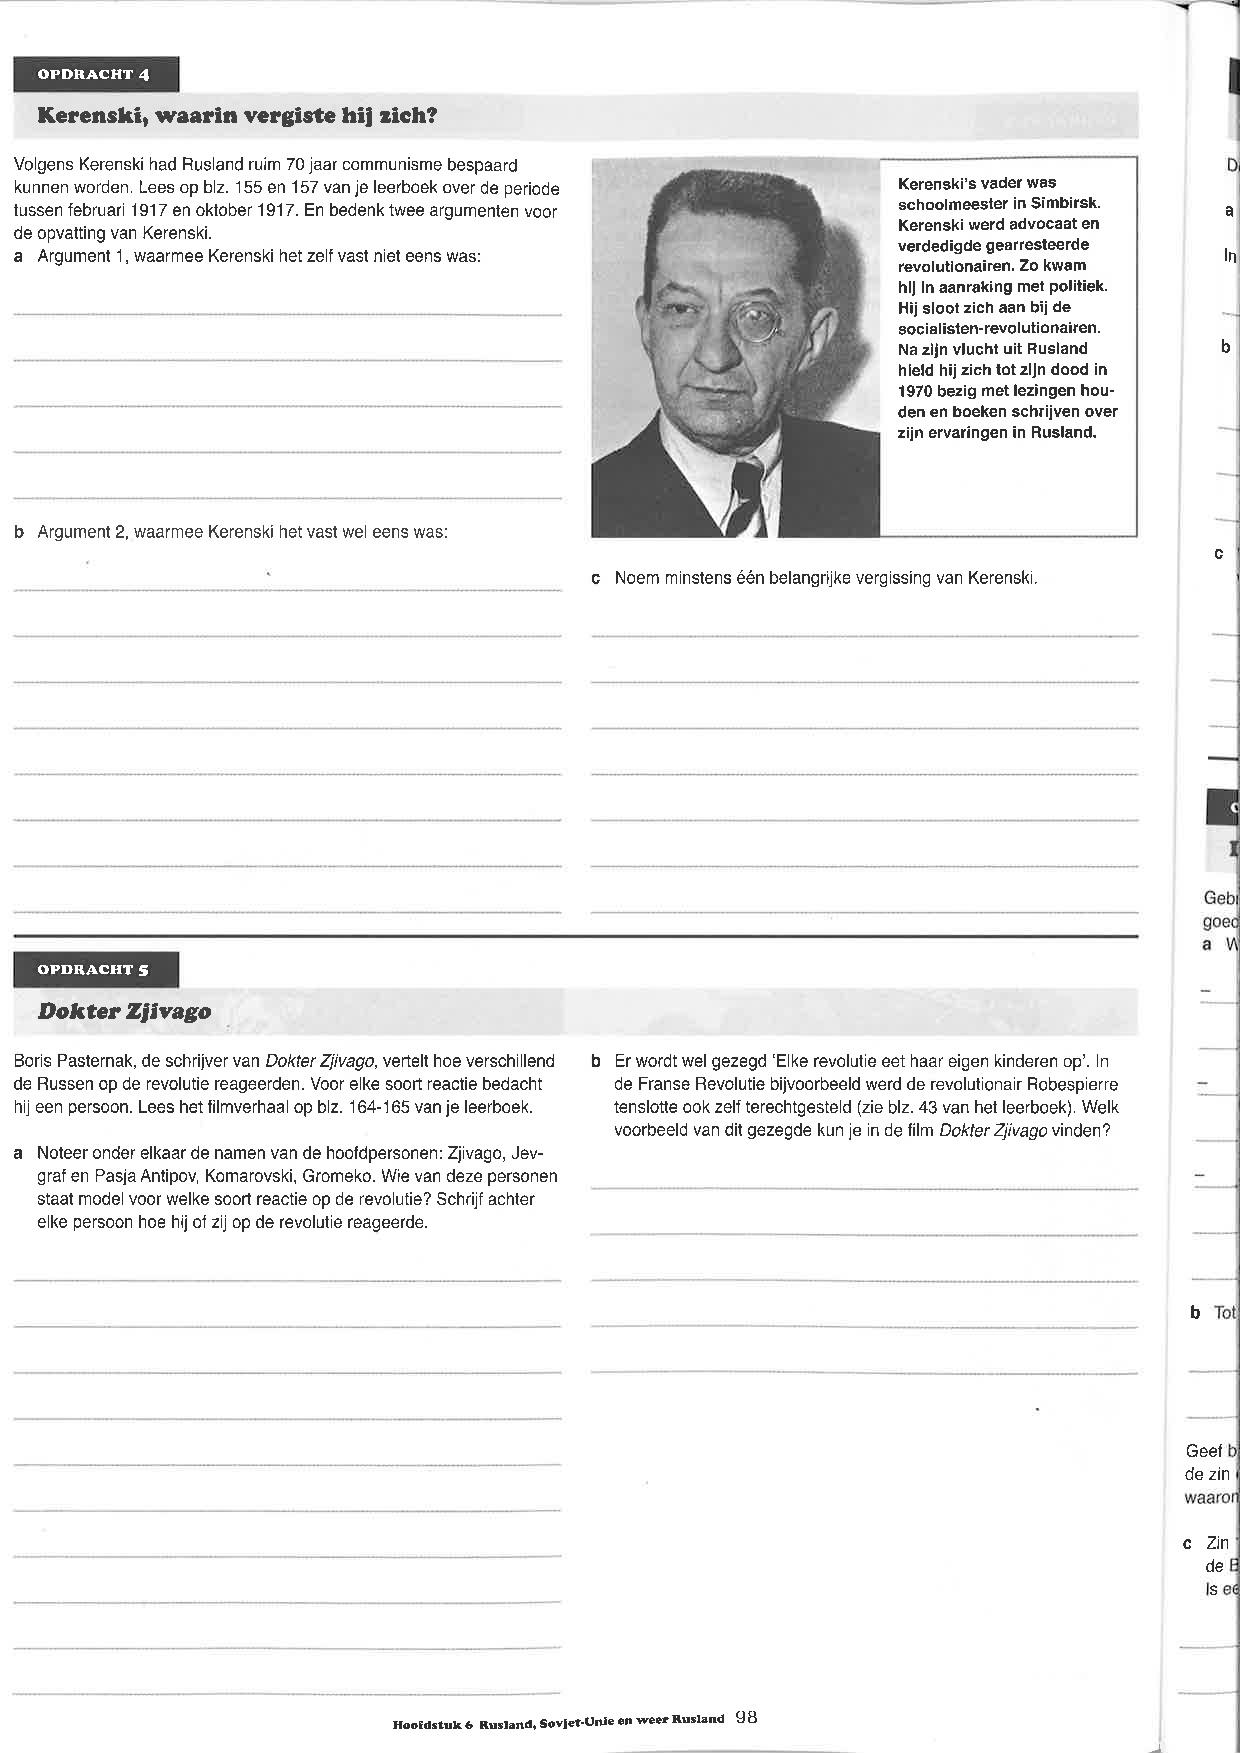 OPDRACHT 4
Kerenski, waarin vergiste hij zich?
Volgens Kerenski had Rusland ruim 70 jaar communisme bespaard
kunnen worden. Lees op blz. 155 en 157 van je leerboek over de periode
tussen februari 1917 en oktober 1917. En bedenk twee argumenten voor
de opvatting van Kerenski.
a Argument 1, waarmee Kerenski het zelf vast niet eens was:
b Argument 2, waarmee Kerenski het vast wel eens was:
Kerenski's vader was
schoolmeester in Simbirsk.
Kerenski werd advocaat en
verdedigde gearresteerde
revolutionairen. Zo kwam
hij in aanraking met politiek.
Hij sloot zich aan bij de
socialisten-revolutionairen.
Na zijn vlucht uit Rusland
hield hij zich tot zijn dood in
1970 bezig met lezingen hou-
den en boeken schrijven over
zijn ervaringen in Rusland.
c Noem minstens één belangrijke vergissing van Kerenski.
OPDRACHT 5
Dokter Zjivago
Boris Pasternak, de schrijver van Dokter Zjivago, vertelt hoe verschillend
de Russen op de revolutie reageerden. Voor elke soort reactie bedacht
hij een persoon. Lees het filmverhaal op blz. 164-165 van je leerboek.
a Noteer onder elkaar de namen van de hoofdpersonen: Zjivago, Jev-
graf en Pasja Antipov, Komarovski, Gromeko. Wie van deze personen
staat model voor welke soort reactie op de revolutie? Schrijf achter
elke persoon hoe hij of zij op de revolutie reageerde.
b Er wordt wel gezegd ‘Elke revolutie eet haar eigen kinderen op’. In
de Franse Revolutie bijvoorbeeld werd de revolutionair Robespierre
tenslotte ook zelf terechtgesteld (zie blz. 43 van het leerboek). Welk
voorbeeld van dit gezegde kun je in de film Dokter Zjivago vinden?
Hoofdstuk 6 Rusland, Sovjet-Unie en weer Rusland 98
a
In
b
c
Geb
goed
a
b Tot
Geef
de zin
c Zin
de
Is